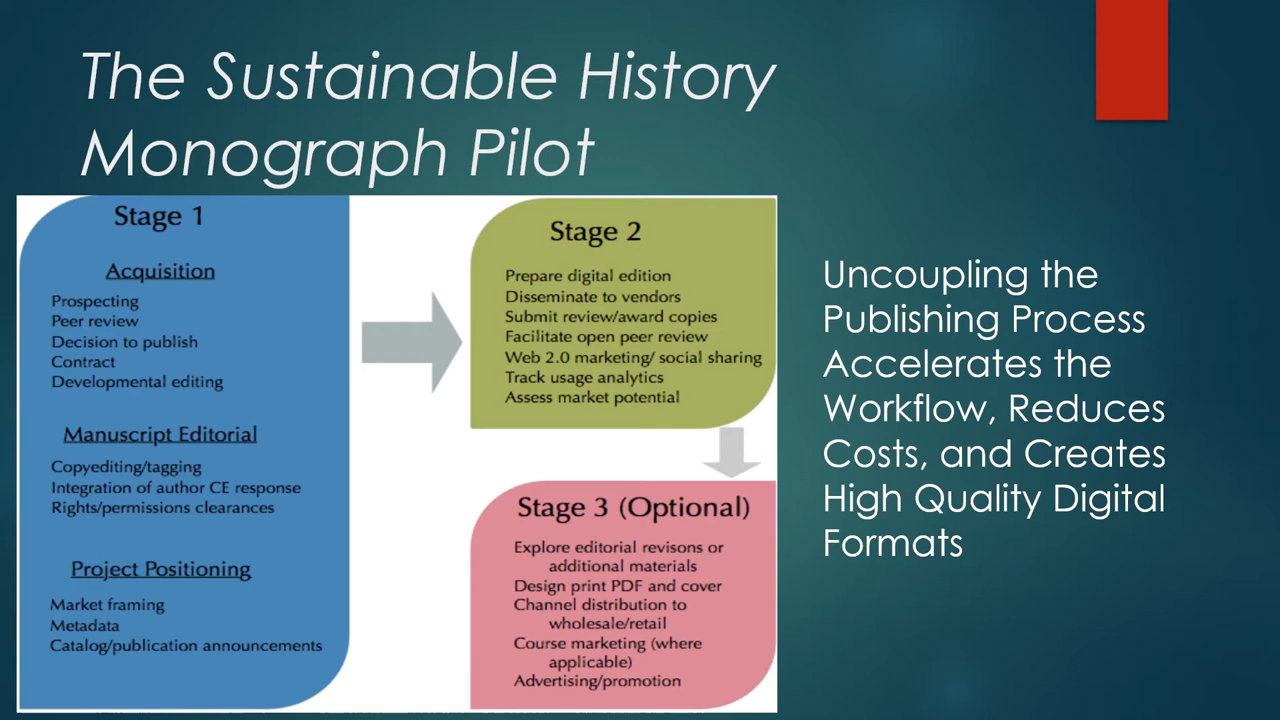 The Sustainable History
Monograph Pilot
Stage 1
Acquisition
Prospecting
Peer review
Decision to publish
Contract
Developmental editing
Manuscript Editorial
Copyediting/tagging
Integration of author CE response
Rights/permissions clearances
Project Positioning
Market framing
Metadata
Catalog/publication announcements
Stage 2
Prepare digital edition
Disseminate to vendors
Submit review/award copies
Facilitate open peer review
Web 2.0 marketing/ social sharing
Track usage analytics
Assess market potential
Stage 3 (Optional)
Explore editorial revisons or
additional materials
Design print PDF and cover
Channel distribution to
wholesale/retail
Course marketing (where
applicable)
Advertising/promotion
Uncoupling the
Publishing Process
Accelerates the
Workflow, Reduces
Costs, and Creates
High Quality Digital
Formats